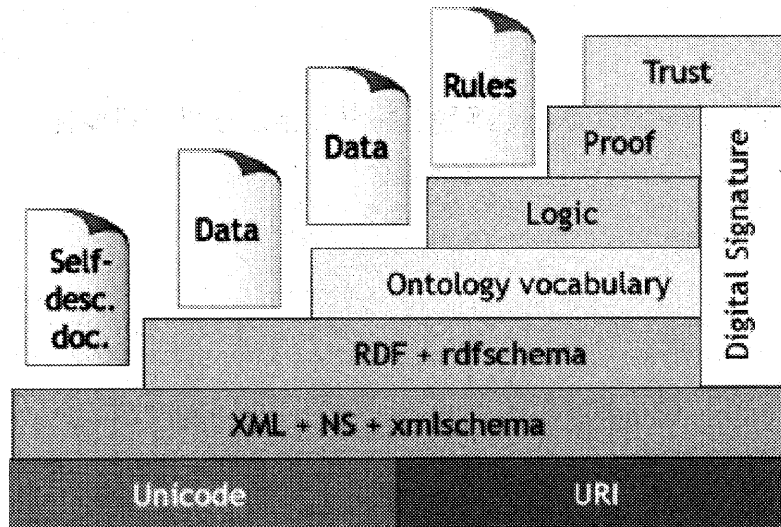 Rules
Trust
Data
Proof
Data
Logic
Self-
desc.
doc.
Ontology vocabulary
Digital Signature
RDF + rdfschema
XML + NS + xmlschema
Unicode
URI